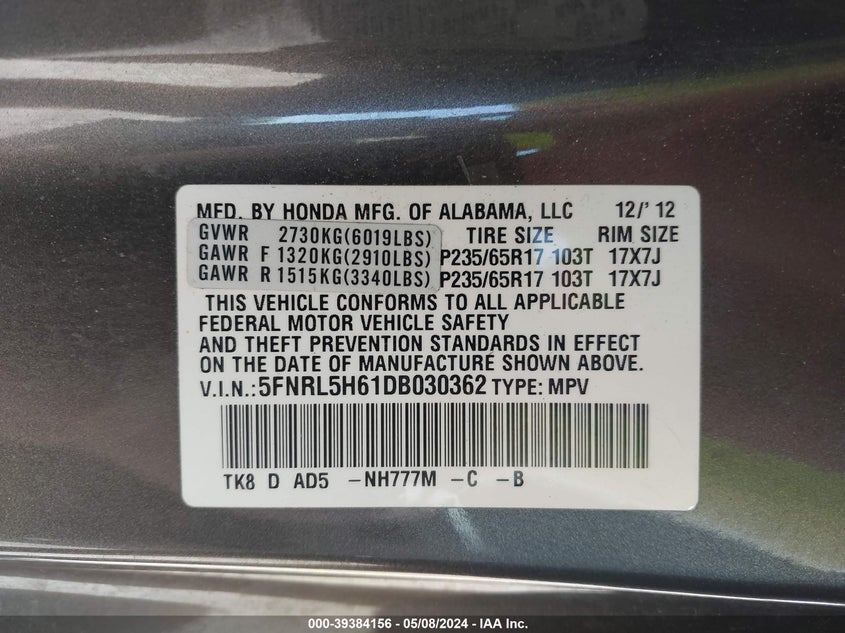 MFD. BY HONDA MFG. OF ALABAMA, LLC 12/' 12
GVWR 2730KG(6019LBS) TIRE SIZE RIM SIZE
GAWR F 1320KG(2910LBS) P235/65R17 103T 17X7J
GAWR R 1515KG(3340LBS) P235/65R17 103T 17X7J
THIS VEHICLE CONFORMS TO ALL APPLICABLE
FEDERAL MOTOR VEHICLE SAFETY
AND THEFT PREVENTION STANDARDS IN EFFECT
ON THE DATE OF MANUFACTURE SHOWN ABOVE.
V.I.N.: 5FNRL5H61DB030362 TYPE: MPV
TK8 D AD5 -NH777M -C -B
000-39384156 - 05/08/2024 - IAA Inc.